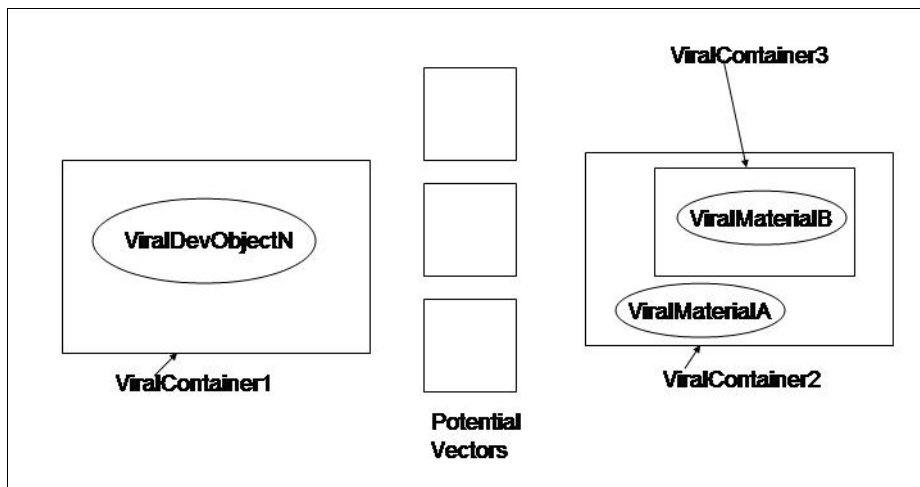 ViralContainer3
ViralDevObjectN
ViralMaterialB
ViralMaterialA
ViralContainer1
ViralContainer2
Potential
Vectors